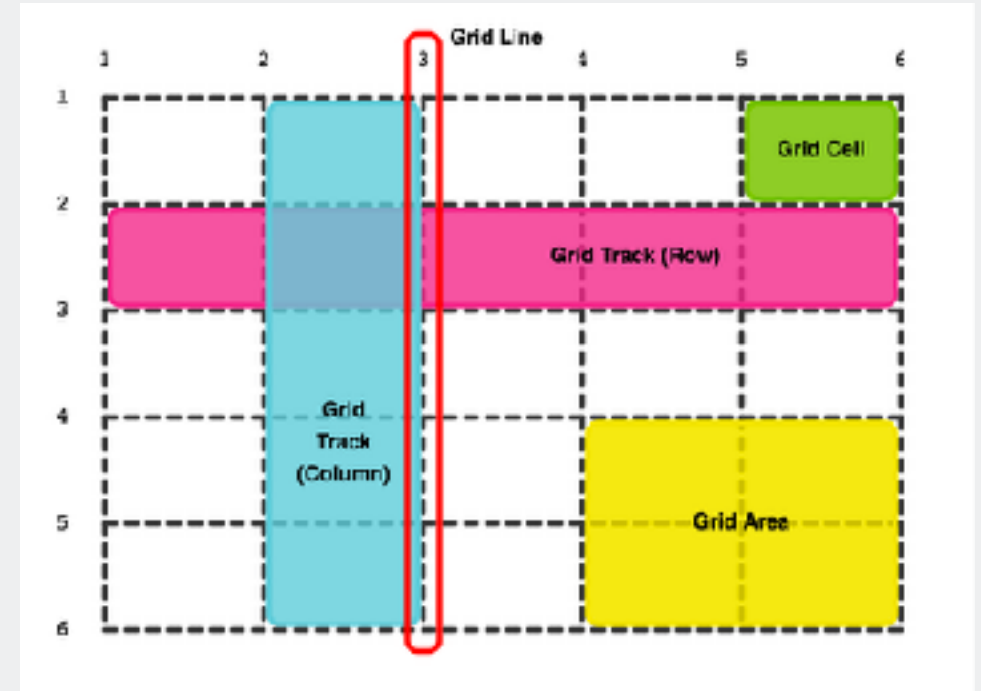 Grid Line
1 2 3 4 5 6
1
Grid Cell
2
Grid Track (Row)
3
4
Grid
Track
(Column)
5
Grid Area
6